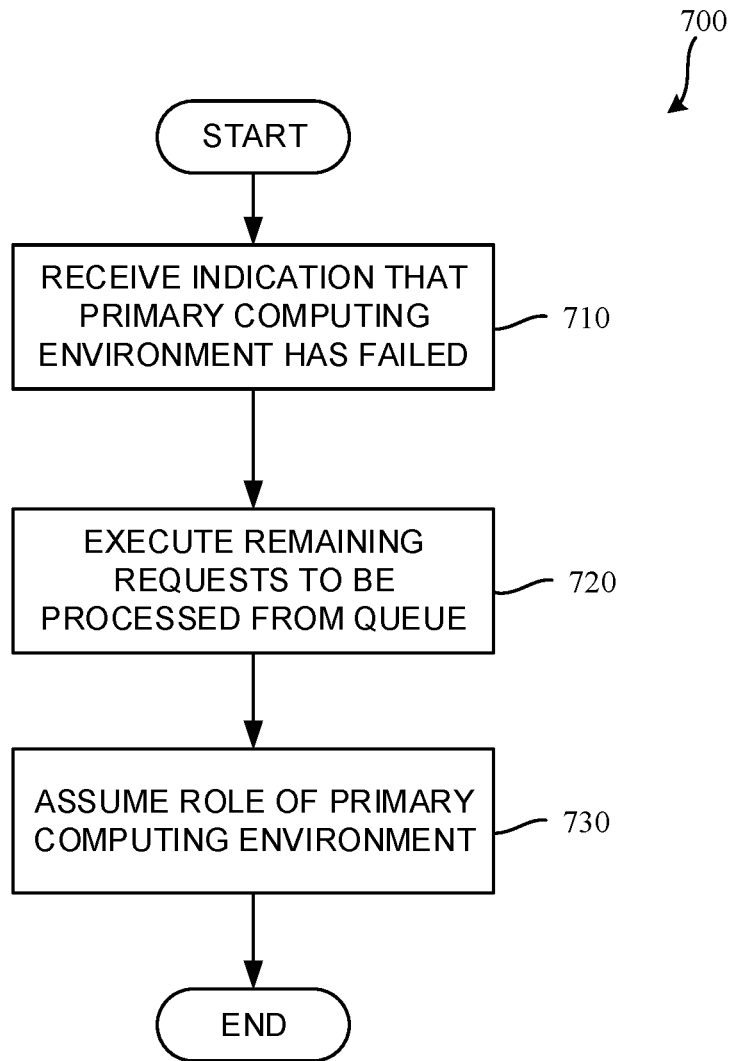 700
START
RECEIVE INDICATION THAT
PRIMARY COMPUTING
ENVIRONMENT HAS FAILED
710
EXECUTE REMAINING
REQUESTS TO BE
PROCESSED FROM QUEUE
720
ASSUME ROLE OF PRIMARY
COMPUTING ENVIRONMENT
730
END